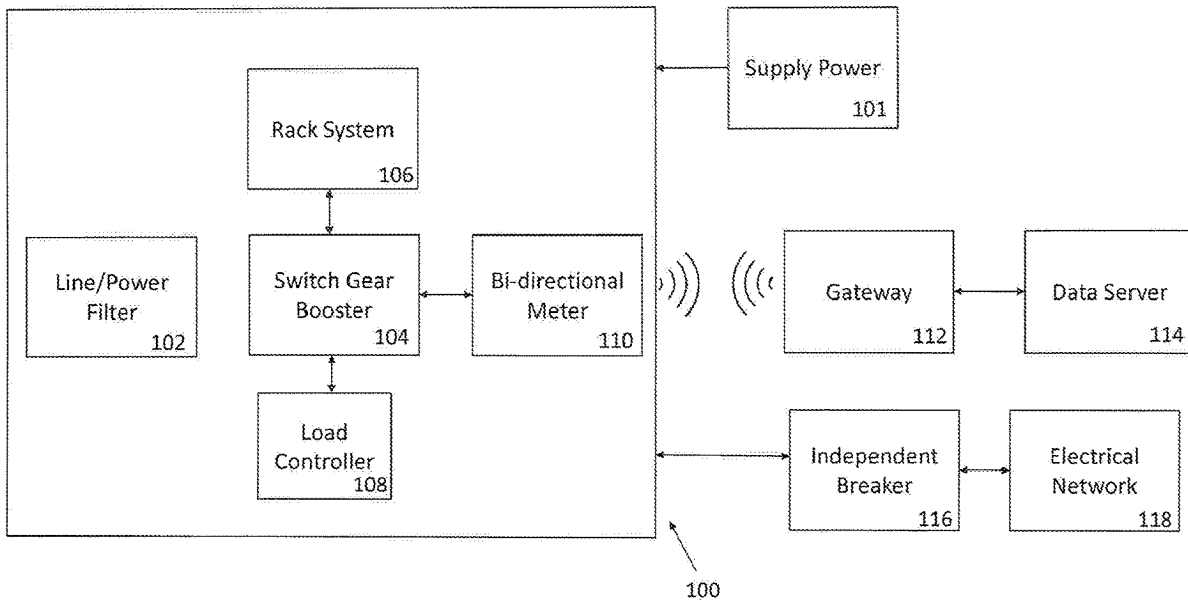 Supply Power
101
Rack System
106
Line/Power
Filter
102
Switch Gear
Booster
104
Bi-directional
Meter
110
Gateway
112
Data Server
114
Load
Controller
108
Independent
Breaker
116
Electrical
Network
118
100